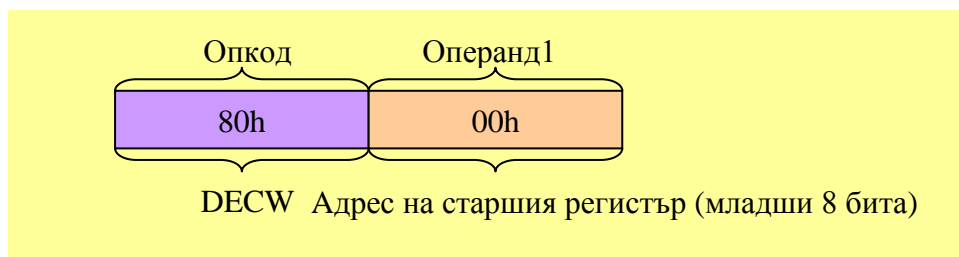 Опкод Операнд1
80h 00h
DECW Адрес на старшия регистър (младши 8 бита)